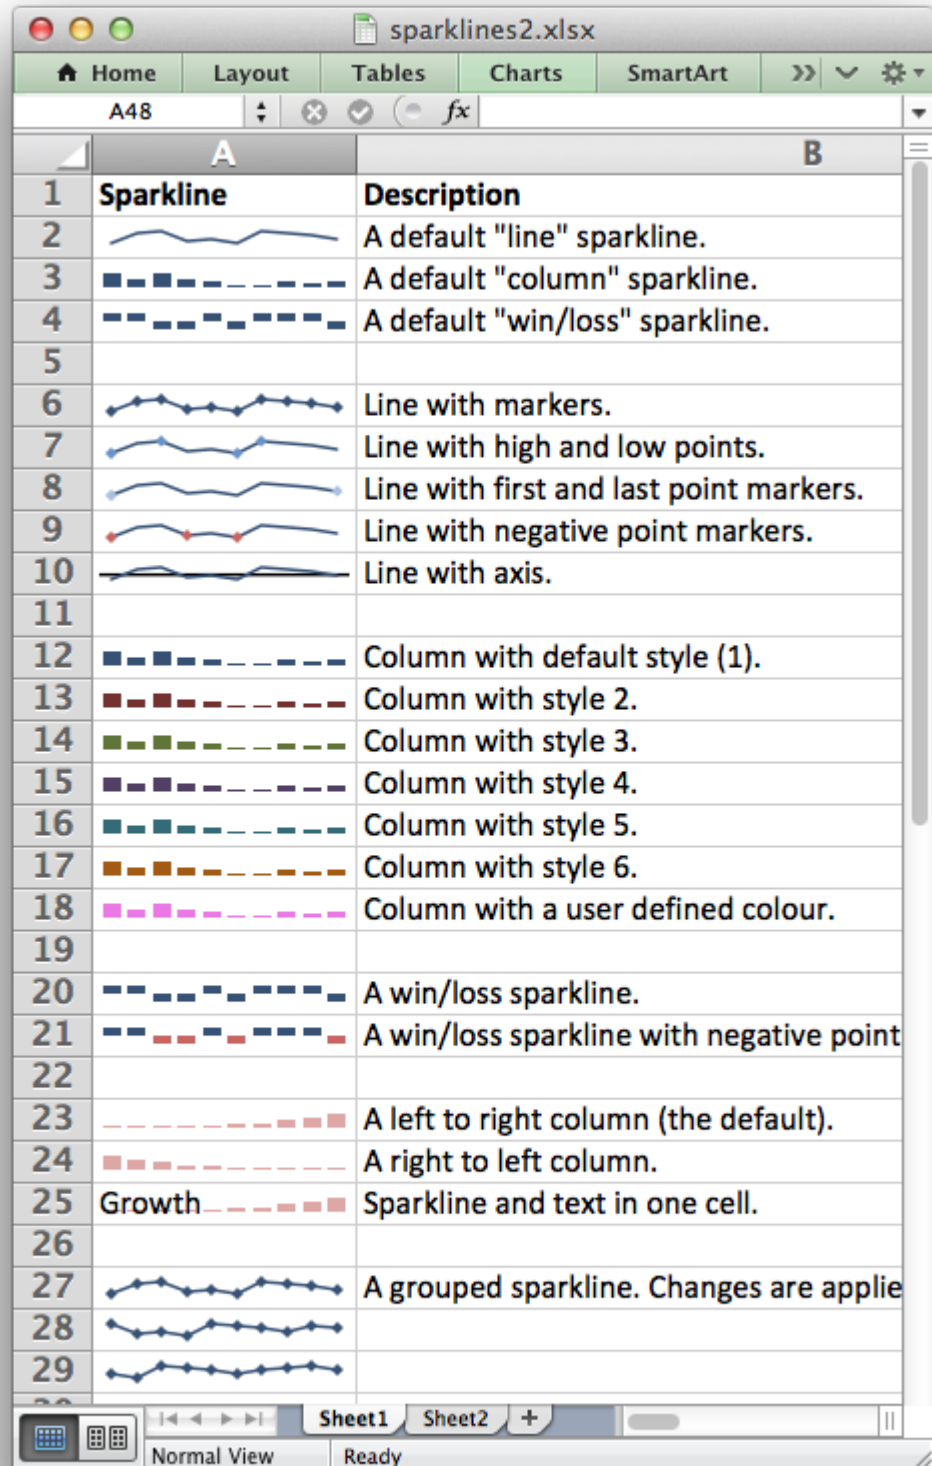 sparklines2.xlsx
Home Layout Tables Charts SmartArt
A48 fx
A B
1 Sparkline Description
2 A default "line" sparkline.
3 A default "column" sparkline.
4 A default "win/loss" sparkline.
5
6 Line with markers.
7 Line with high and low points.
8 Line with first and last point markers.
9 Line with negative point markers.
10 Line with axis.
11
12 Column with default style (1).
13 Column with style 2.
14 Column with style 3.
15 Column with style 4.
16 Column with style 5.
17 Column with style 6.
18 Column with a user defined colour.
19
20 A win/loss sparkline.
21 A win/loss sparkline with negative point
22
23 A left to right column (the default).
24 A right to left column.
25 Growth Sparkline and text in one cell.
26
27 A grouped sparkline. Changes are applie
28
29
Sheet1 Sheet2
Normal View Ready